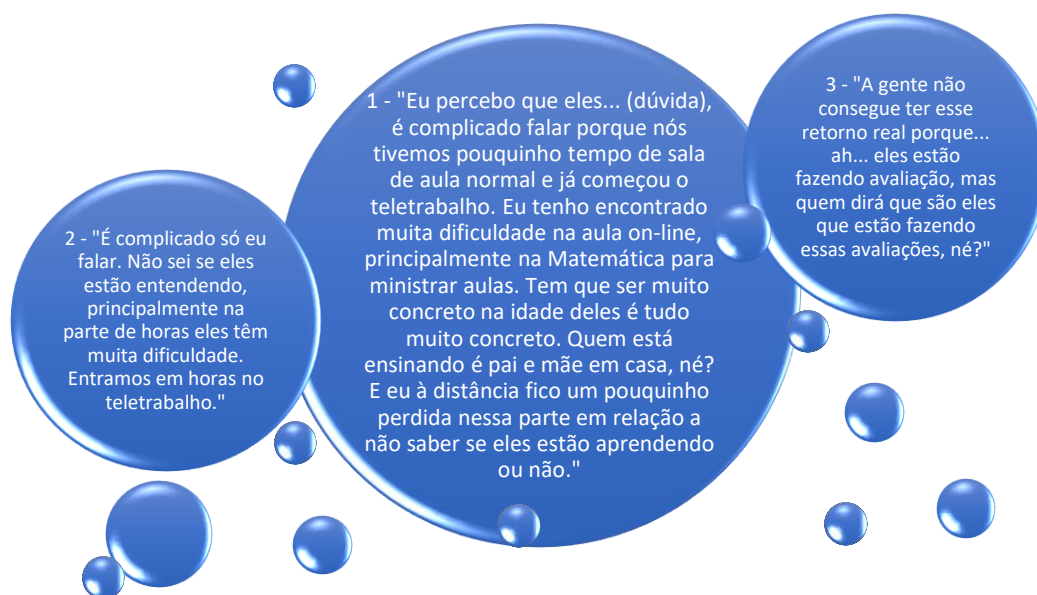 1 - "Eu percebo que eles... (dúvida),
é complicado falar porque nós
tivemos pouquinho tempo de sala
de aula normal e já começou o
teletrabalho. Eu tenho encontrado
muita dificuldade na aula on-line,
principalmente na Matemática para
ministrar aulas. Tem que ser muito
concreto na idade deles é tudo
muito concreto. Quem está
ensinando é pai e mãe em casa, né?
E eu à distância fico um pouquinho
perdida nessa parte em relação a
não saber se eles estão aprendendo
ou não."
2 - "É complicado só eu
falar. Não sei se eles
estão entendendo,
principalmente na
parte de horas eles têm
muita dificuldade.
Entramos em horas no
teletrabalho."
3 - "A gente não
consegue ter esse
retorno real porque...
ah... eles estão
fazendo avaliação, mas
quem dirá que são eles
que estão fazendo
essas avaliações, né?"